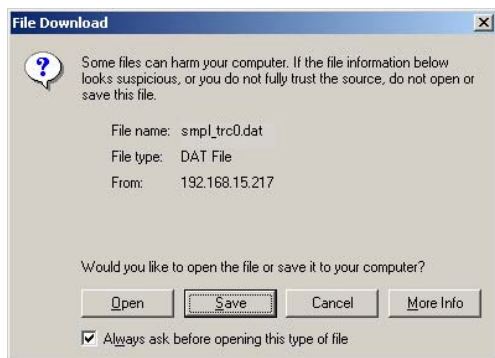 File Download
Some files can harm your computer. If the file information below
looks suspicious, or you do not fully trust the source, do not open or
save this file.
File name: smpl_trc0.dat
File type: DAT File
From: 192.168.15.217
Would you like to open the file or save it to your computer?
Open Save Cancel More Info
Always ask before opening this type of file